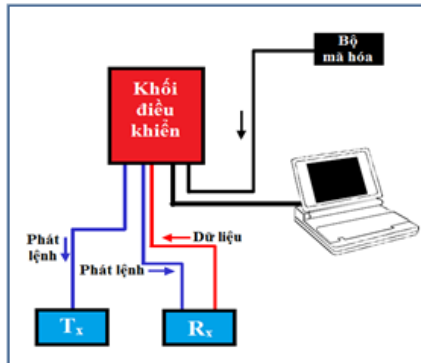 Bộ
mã hóa
Khối
điều
khiển
Phát
lệnh
Dữ liệu
Phát lệnh
Tx
Rx